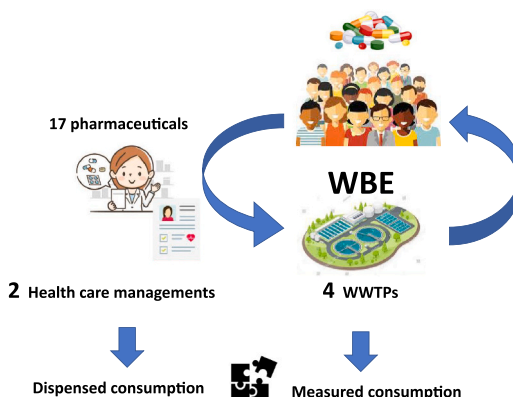 17 pharmaceuticals
WBE
2 Health care managements
4 WWTPs
Dispensed consumption
Measured consumption